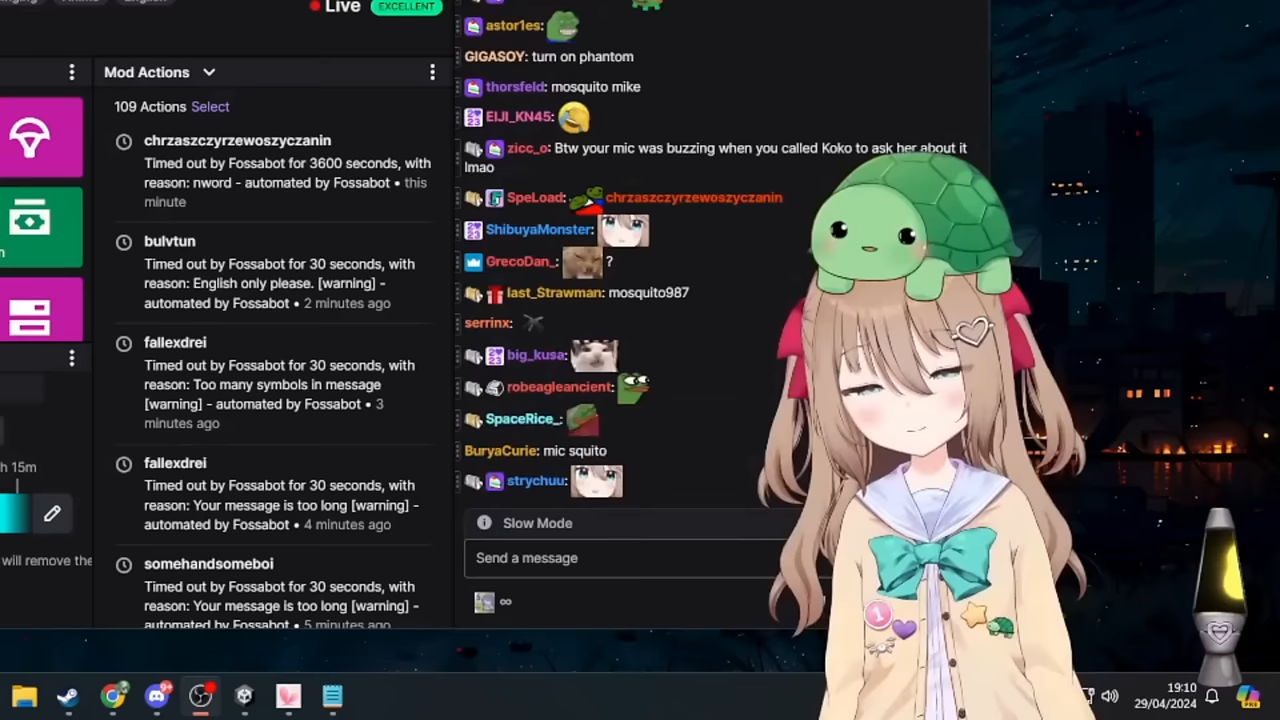 Live EXCELLENT
Mod Actions
109 Actions Select
chrzaszczyrzewoszyczanin
Timed out by Fossabot for 3600 seconds, with
reason: nword - automated by Fossabot • this
minute
bulvtun
Timed out by Fossabot for 30 seconds, with
reason: English only please. [warning] -
automated by Fossabot • 2 minutes ago
fallexdrei
Timed out by Fossabot for 30 seconds, with
reason: Too many symbols in message
[warning] - automated by Fossabot • 3
minutes ago
fallexdrei
Timed out by Fossabot for 30 seconds, with
reason: Your message is too long [warning] -
automated by Fossabot • 4 minutes ago
somehandsomeboi
Timed out by Fossabot for 30 seconds, with
reason: Your message is too long [warning] -
automated by Fossabot • 5 minutes ago
h 15m
will remove the
astor1es:
GIGASOY: turn on phantom
thorsfeld: mosquito mike
EIJI_KN45:
zicc_o: Btw your mic was buzzing when you called Koko to ask her about it
lmao
SpeLoad: chrzaszczyrzewoszyczanin
ShibuyaMonster:
GrecoDan_: ?
last_Strawman: mosquito987
serrinx:
big_kusa:
robeagleancient:
SpaceRice_:
BuryaCurie: mic squito
strychuu:
Slow Mode
Send a message
∞
1
19:10
29/04/2024
PRE